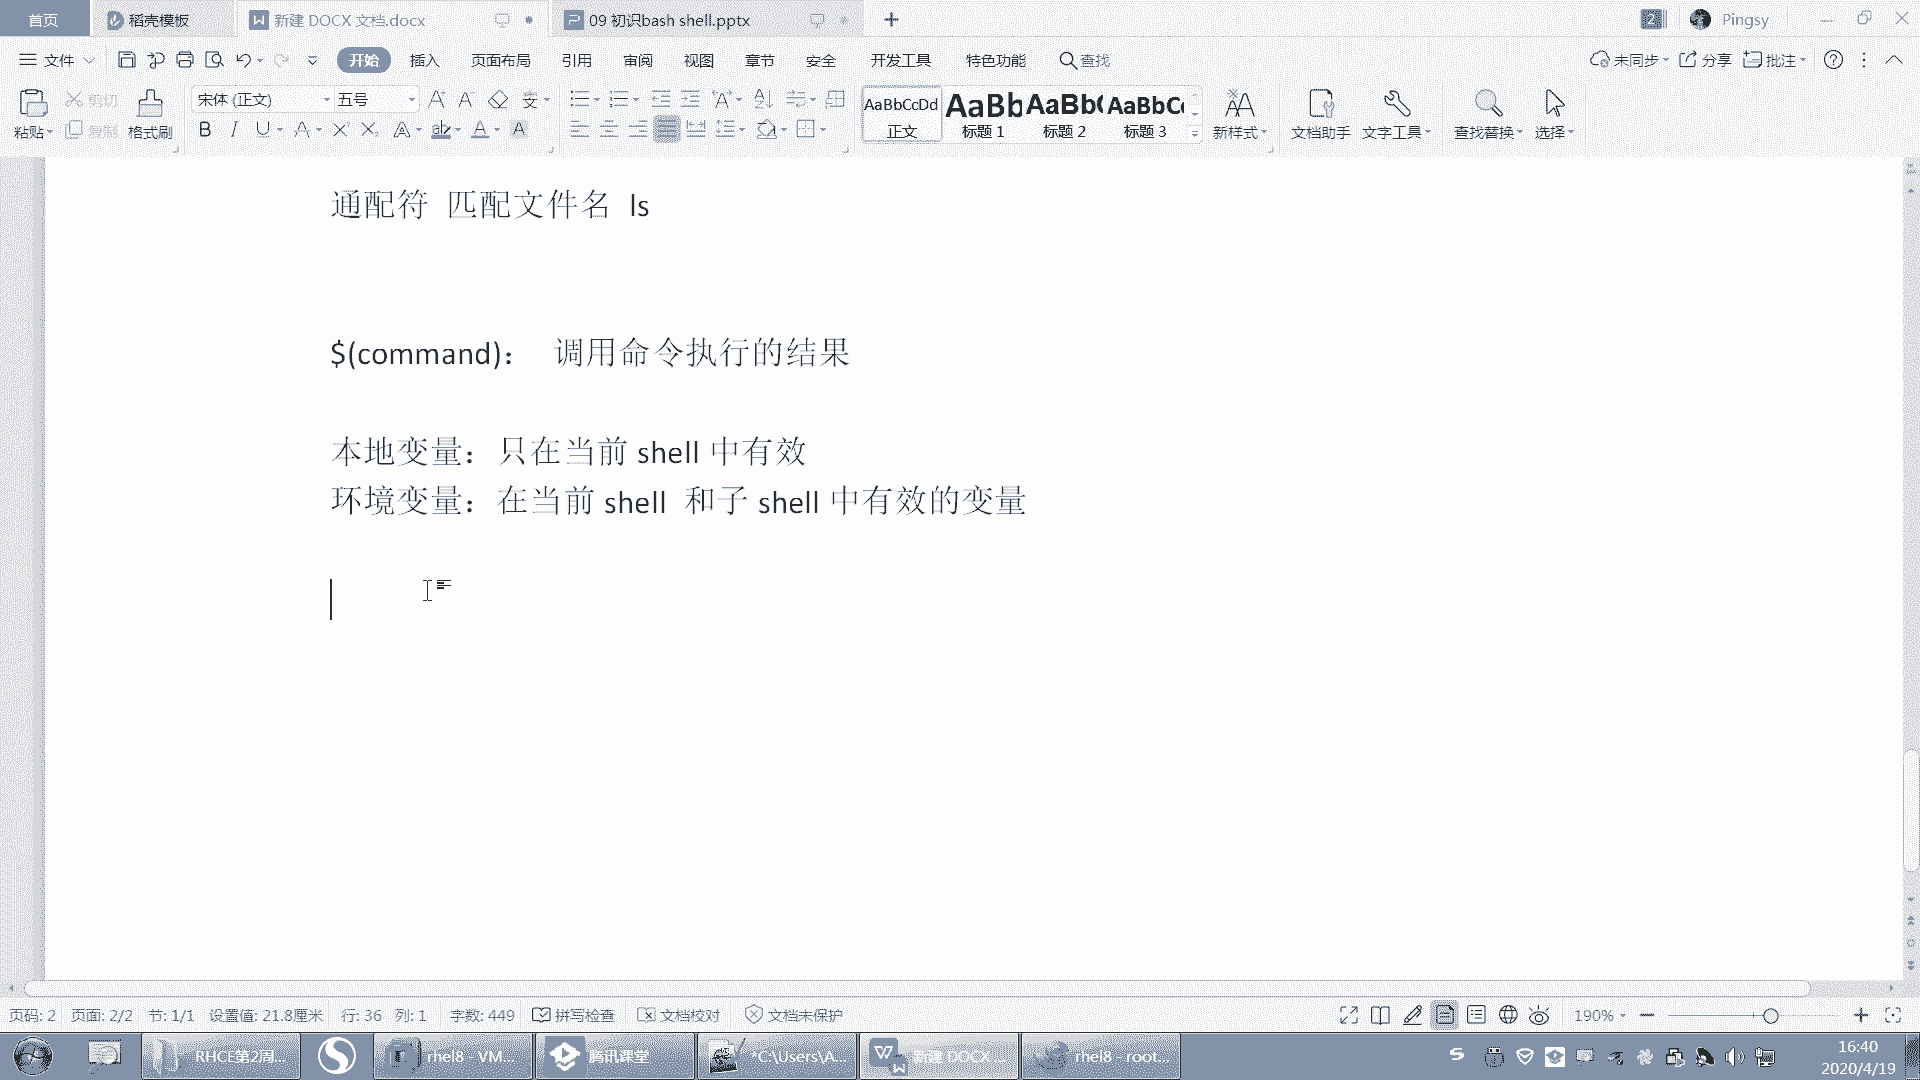 首页 稻壳模板 新建 DOCX 文档.docx 09 初识bash shell.pptx 2 Pingsy
文件 开始 插入 页面布局 引用 审阅 视图 章节 安全 开发工具 特色功能 查找 未同步 分享 批注
粘贴 剪切 复制 格式刷 宋体 (正文) 五号 AaBbCcDd 正文 AaBb 标题 1 AaBb( 标题 2 AaBbC 标题 3 新样式 文档助手 文字工具 查找替换 选择
通配符 匹配文件名 ls
$(command)： 调用命令执行的结果
本地变量：只在当前 shell 中有效
环境变量：在当前 shell 和子 shell 中有效的变量
页码: 2 页面: 2/2 节: 1/1 设置值: 21.8厘米 行: 36 列: 1 字数: 449 拼写检查 文档校对 文档未保护 190%
RHCE第2周... rhel8 - VM... 腾讯课堂 *C:\Users\A... 新建 DOCX ... rhel8 - root... 16:40
2020/4/19